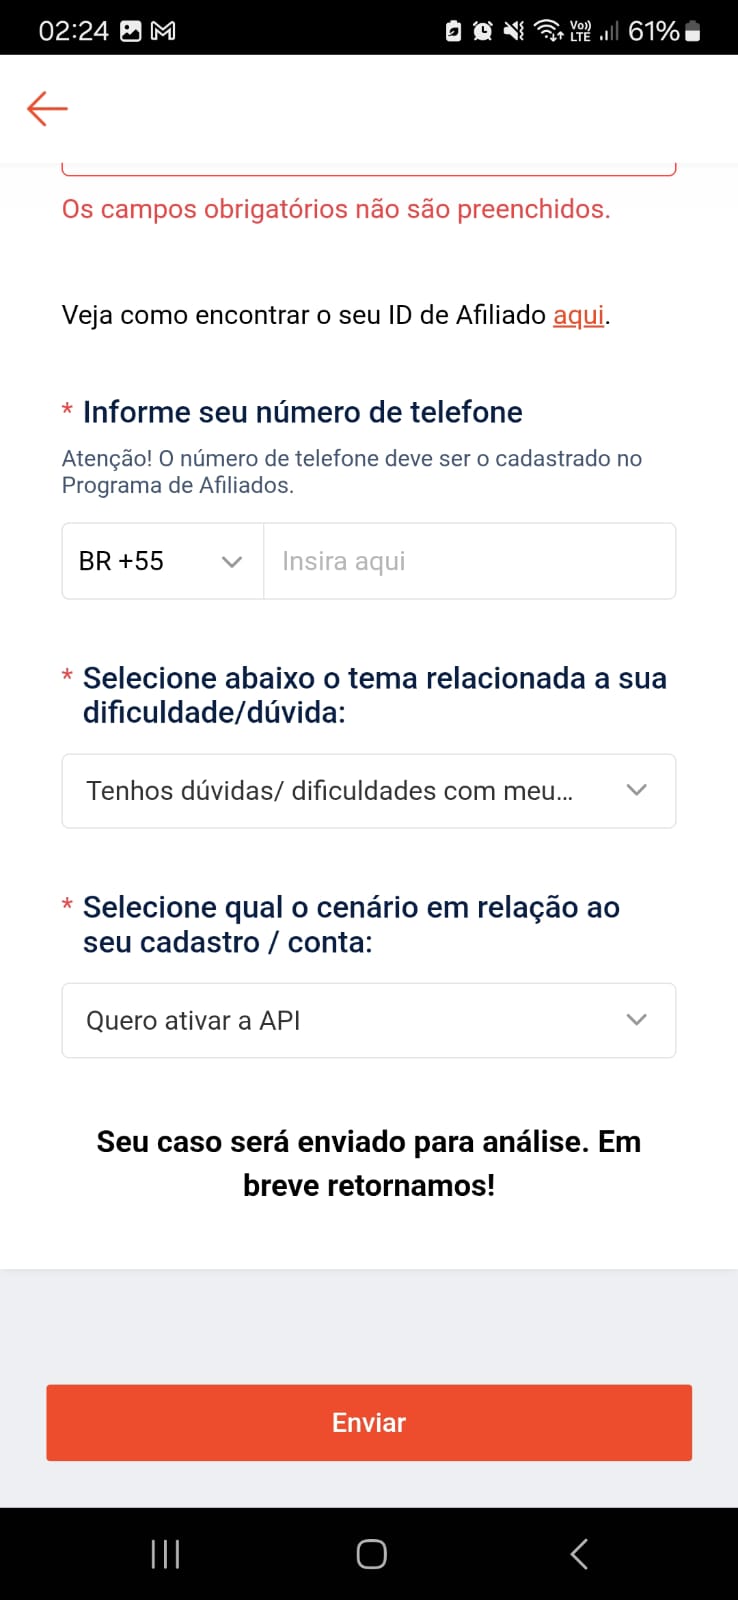 02:24
Vo))
LTE
61%
Os campos obrigatórios não são preenchidos.
Veja como encontrar o seu ID de Afiliado aqui.
* Informe seu número de telefone
Atenção! O número de telefone deve ser o cadastrado no
Programa de Afiliados.
BR +55
Insira aqui
* Selecione abaixo o tema relacionada a sua
dificuldade/dúvida:
Tenhos dúvidas/ dificuldades com meu...
* Selecione qual o cenário em relação ao
seu cadastro / conta:
Quero ativar a API
Seu caso será enviado para análise. Em
breve retornamos!
Enviar